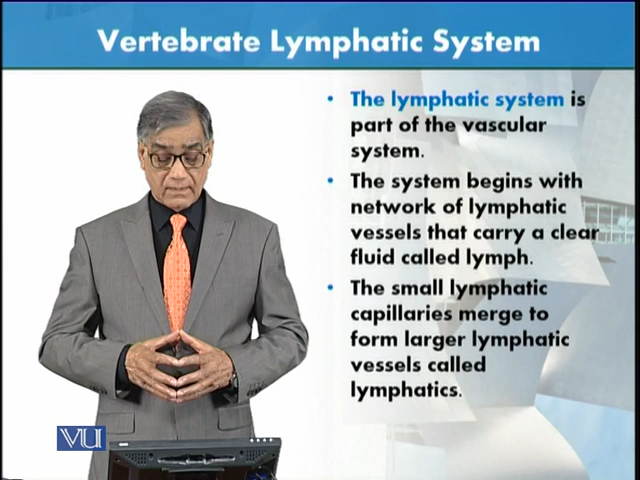 Vertebrate Lymphatic System
• The lymphatic system is
part of the vascular
system.
• The system begins with
network of lymphatic
vessels that carry a clear
fluid called lymph.
• The small lymphatic
capillaries merge to
form larger lymphatic
vessels called
lymphatics.
VU